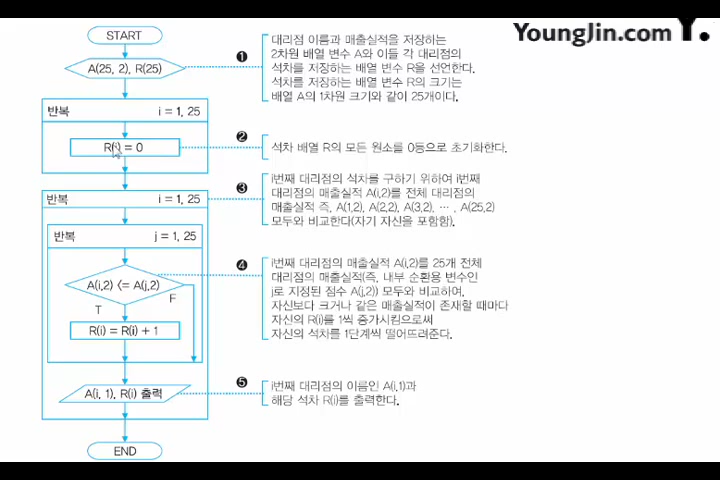 YoungJin.com Y.
START
A(25, 2), R(25)
반복 i = 1, 25
R(i) = 0
반복 i = 1, 25
반복 j = 1, 25
A(i,2) <= A(j,2)
F
T
R(i) = R(i) + 1
A(i, 1), R(i) 출력
END
❶
대리점 이름과 매출실적을 저장하는
2차원 배열 변수 A와 이들 각 대리점의
석차를 저장하는 배열 변수 R을 선언한다.
석차를 저장하는 배열 변수 R의 크기는
배열 A의 1차원 크기와 같이 25개이다.
❷
석차 배열 R의 모든 원소를 0등으로 초기화한다.
❸
i번째 대리점의 석차를 구하기 위하여 i번째
대리점의 매출실적 A(i,2)를 전체 대리점의
매출실적 즉, A(1,2), A(2,2), A(3,2), … , A(25,2)
모두와 비교한다(자기 자신을 포함함).
❹
i번째 대리점의 매출실적 A(i,2)를 25개 전체
대리점의 매출실적(즉, 내부 순환용 변수인
j로 지정된 점수 A(j,2)) 모두와 비교하여,
자신보다 크거나 같은 매출실적이 존재할 때마다
자신의 R(i)를 1씩 증가시킴으로써
자신의 석차를 1단계씩 떨어뜨려준다.
❺
i번째 대리점의 이름인 A(i,1)과
해당 석차 R(i)를 출력한다.